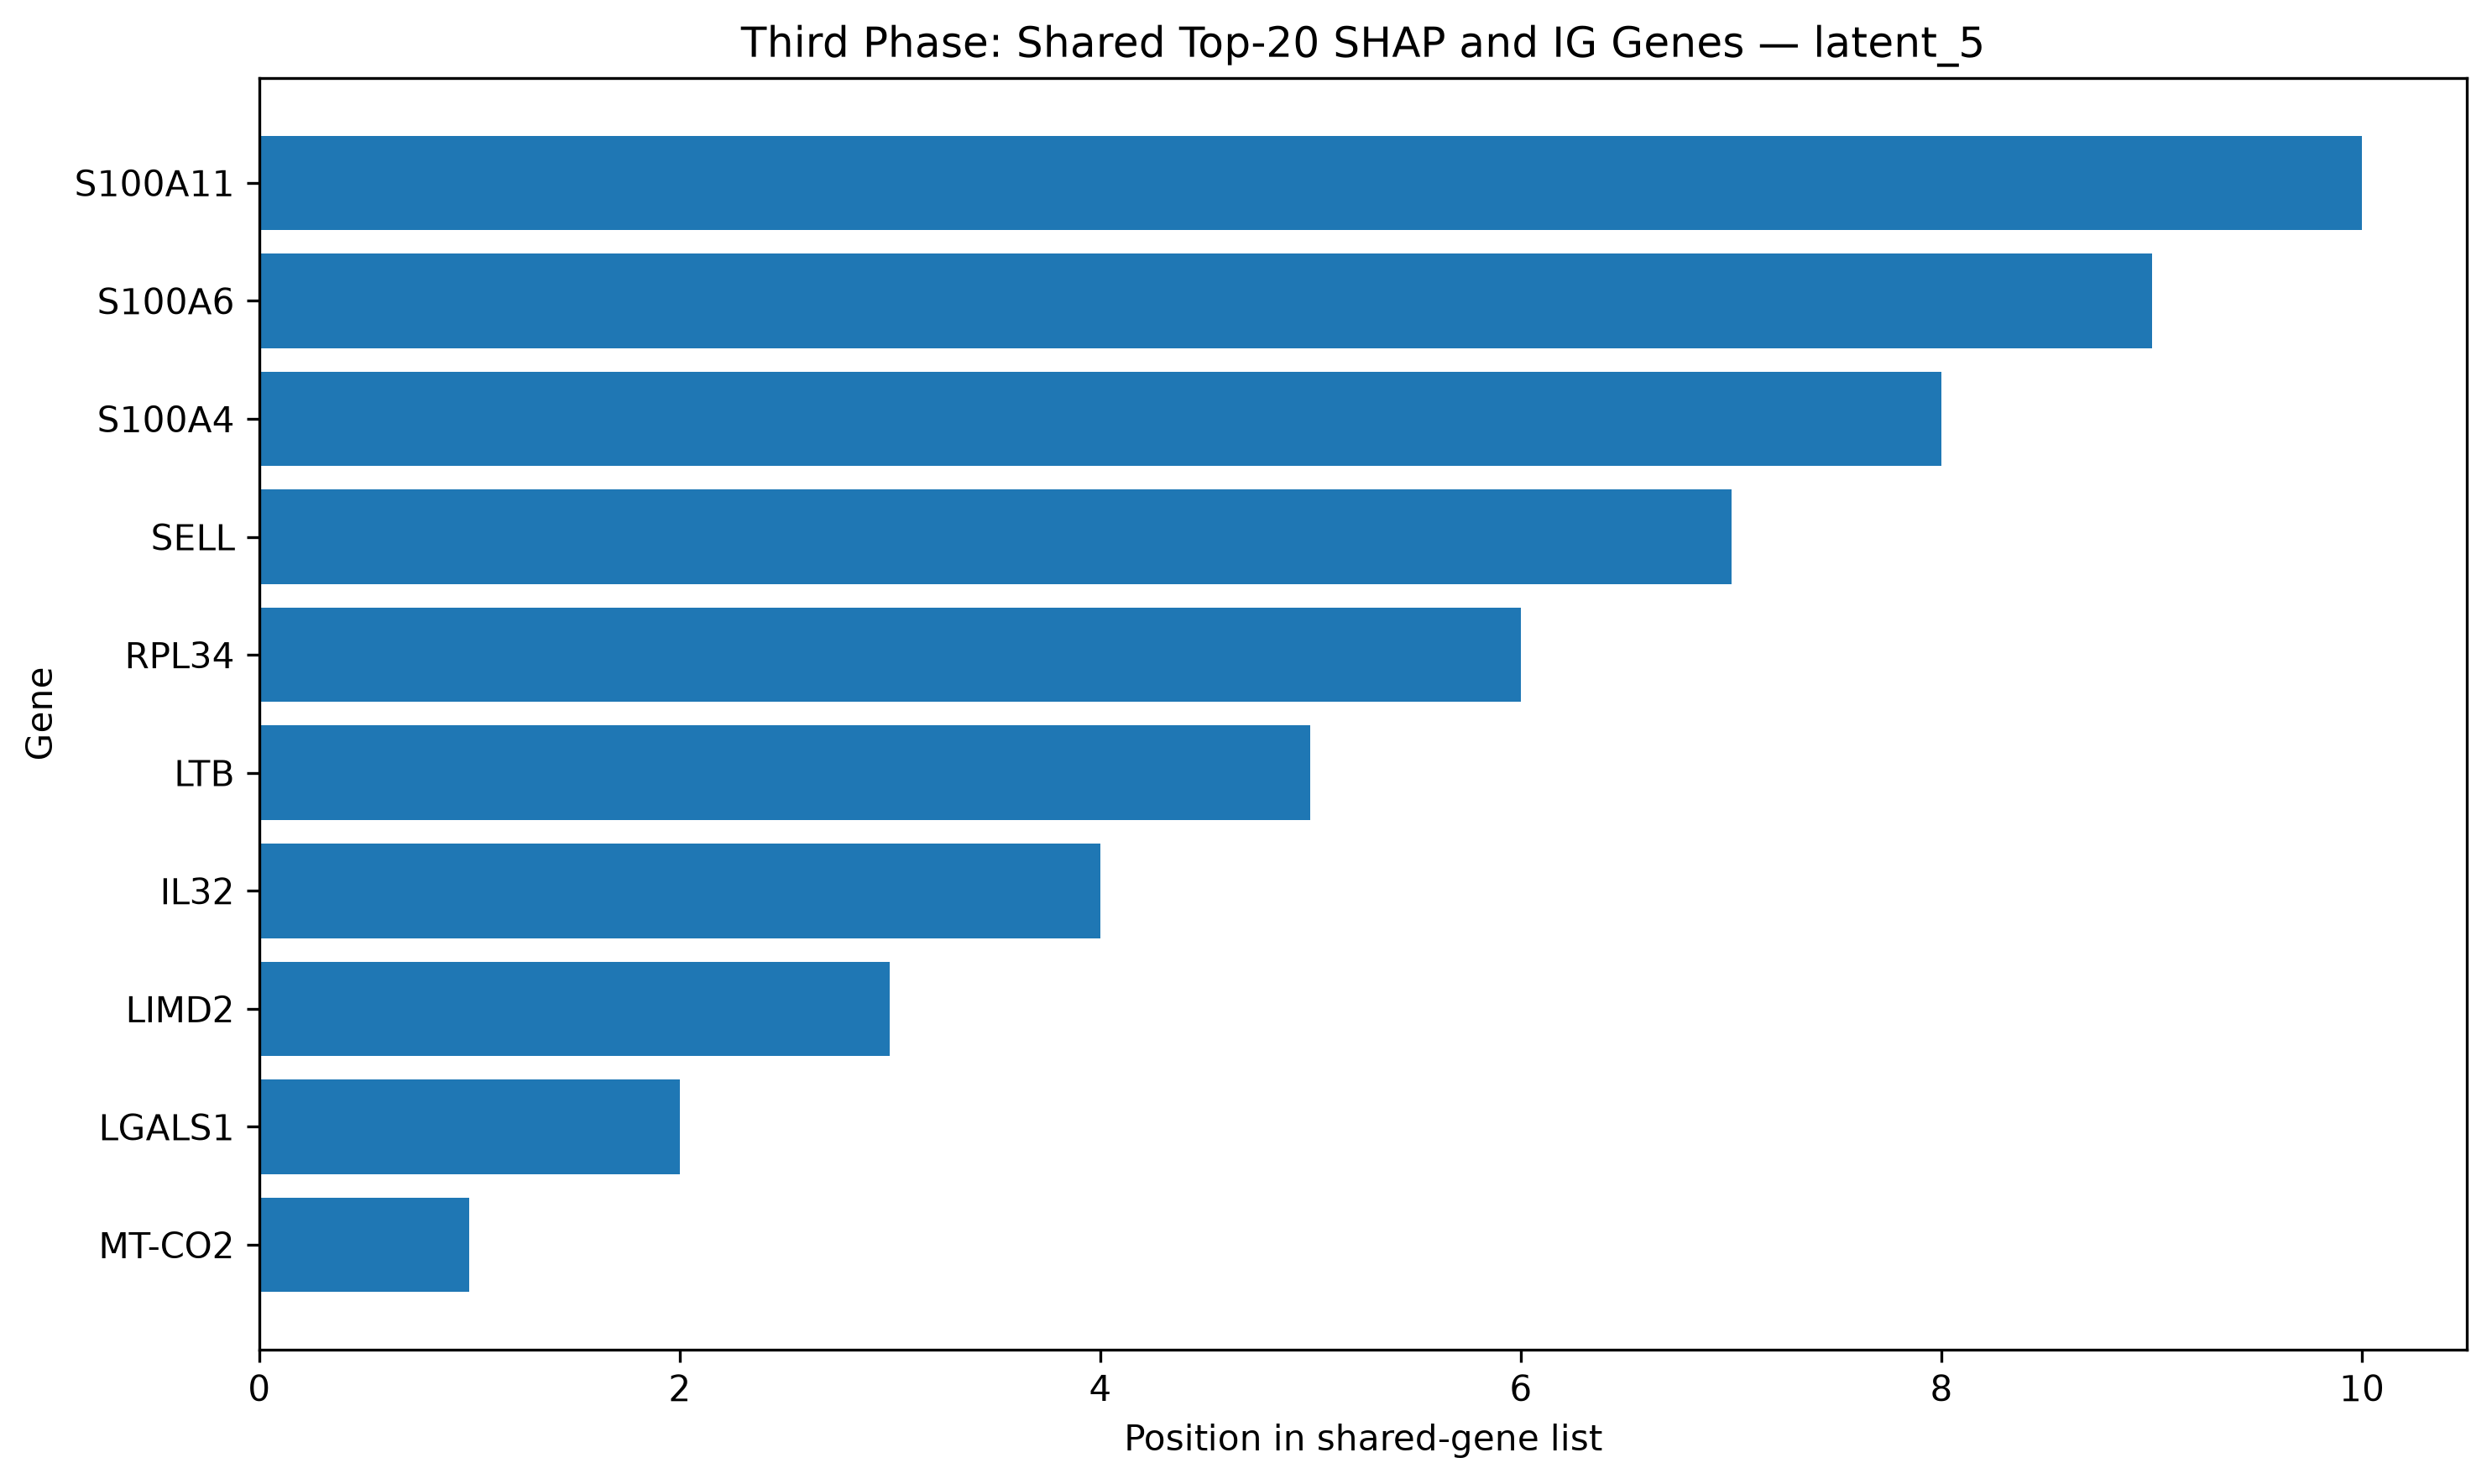 Third Phase: Shared Top-20 SHAP and IG Genes — latent_5
S100A11
S100A6
S100A4
SELL
RPL34
LTB
IL32
LIMD2
LGALS1
MT-CO2
Gene
0 2 4 6 8 10
Position in shared-gene list